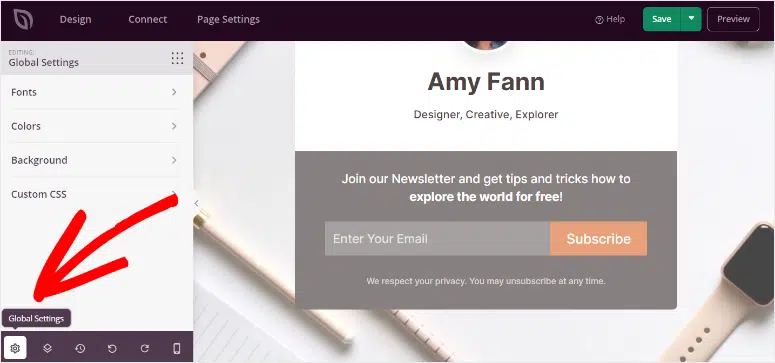 Design Connect Page Settings Help Save Preview
EDITING:
Global Settings
Fonts
Colors
Background
Custom CSS
Global Settings
Amy Fann
Designer, Creative, Explorer
Join our Newsletter and get tips and tricks how to
explore the world for free!
Enter Your Email Subscribe
We respect your privacy. You may unsubscribe at any time.